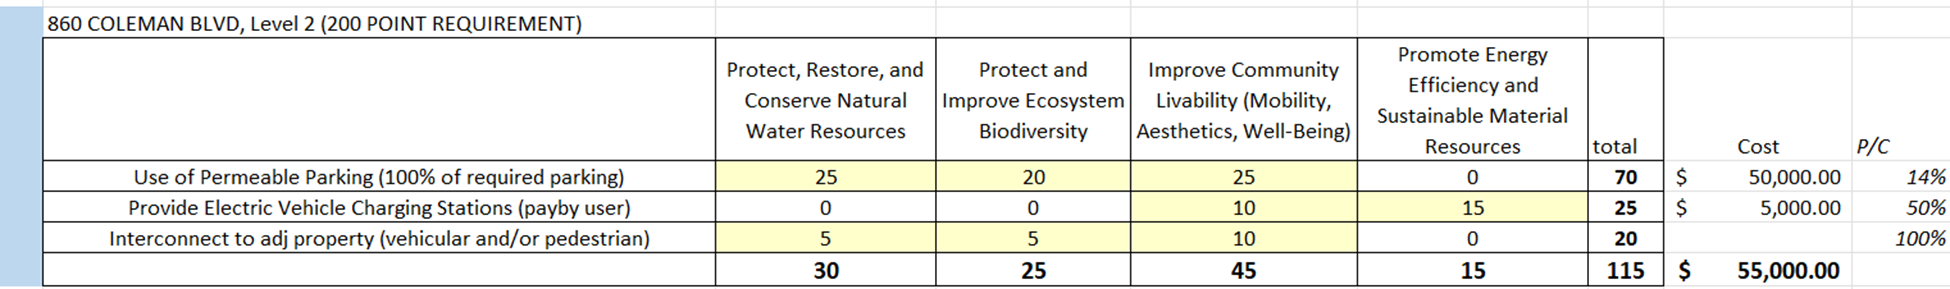 860 COLEMAN BLVD, Level 2 (200 POINT REQUIREMENT)
Protect, Restore, and Conserve Natural Water Resources | Protect and Improve Ecosystem Biodiversity | Improve Community Livability (Mobility, Aesthetics, Well-Being) | Promote Energy Efficiency and Sustainable Material Resources | total | Cost | P/C
Use of Permeable Parking (100% of required parking) | 25 | 20 | 25 | 0 | 70 | $ 50,000.00 | 14%
Provide Electric Vehicle Charging Stations (payby user) | 0 | 0 | 10 | 15 | 25 | $ 5,000.00 | 50%
Interconnect to adj property (vehicular and/or pedestrian) | 5 | 5 | 10 | 0 | 20 | 100%
30 | 25 | 45 | 15 | 115 | $ 55,000.00